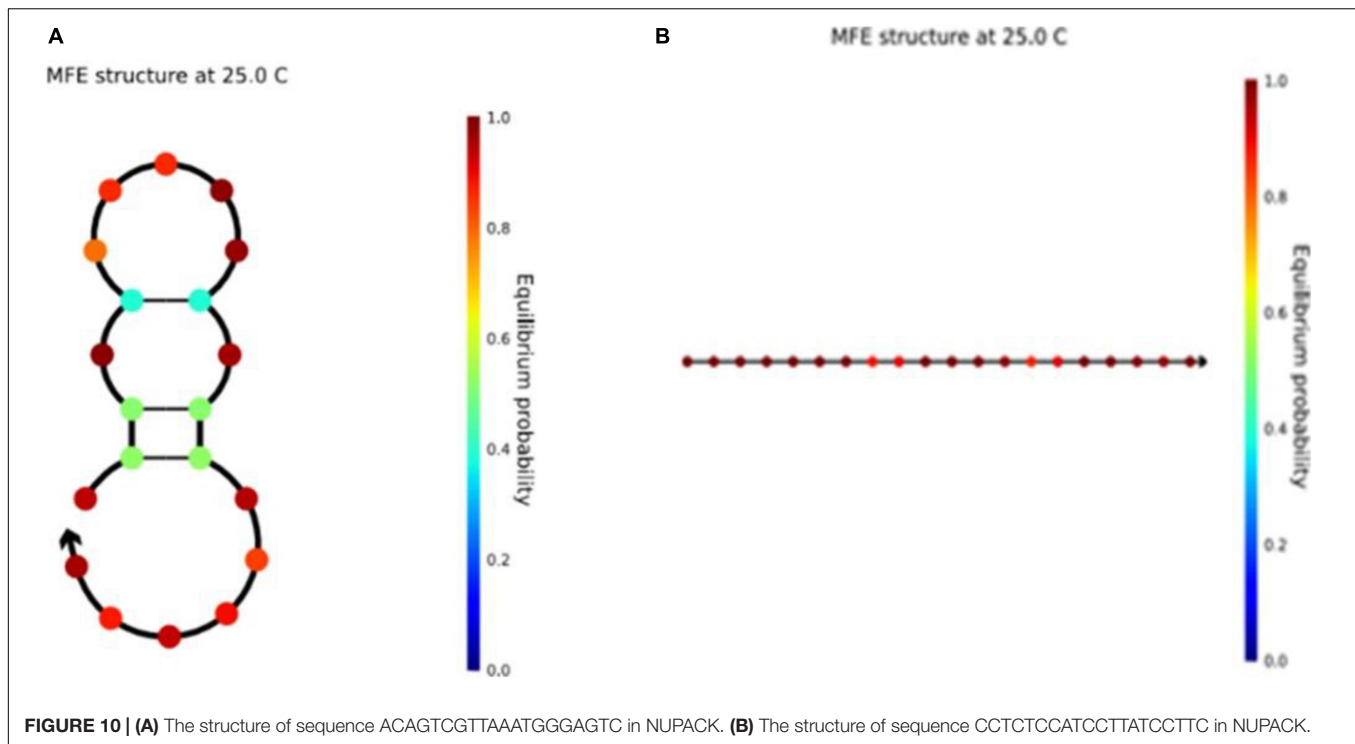 A
MFE structure at 25.0 C
1.0
0.8
0.6
0.4
0.2
0.0
Equilibrium probability
B
MFE structure at 25.0 C
1.0
0.8
0.6
0.4
0.2
0.0
Equilibrium probability
FIGURE 10 | (A) The structure of sequence ACAGTCGTTAAATGGGAGTC in NUPACK. (B) The structure of sequence CCTCTCCATCCTTATCCTTC in NUPACK.